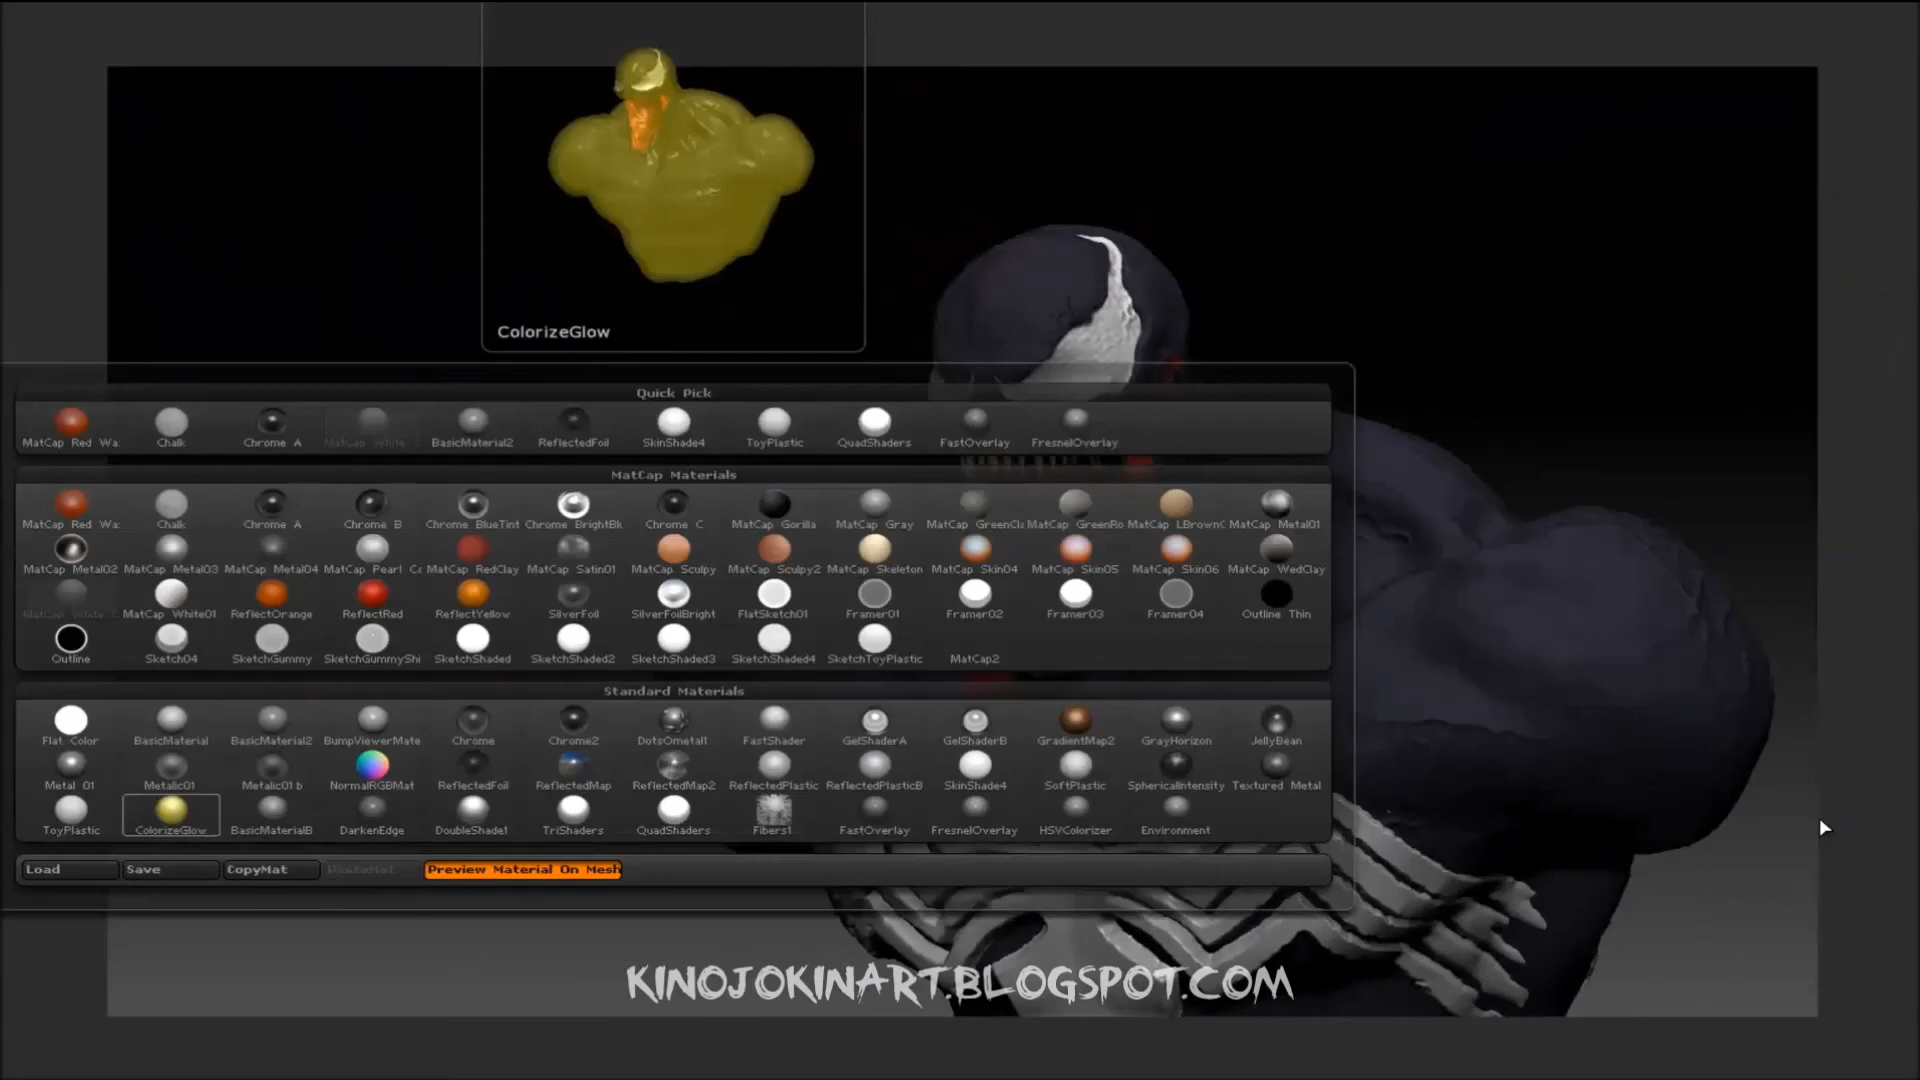 ColorizeGlow
Quick Pick
MatCap Red Wa: Chalk Chrome A MatCap White BasicMaterial2 ReflectedFoil SkinShade4 ToyPlastic QuadShaders FastOverlay FresnelOverlay
MatCap Materials
MatCap Red Wa: Chalk Chrome A Chrome B Chrome BlueTint Chrome BrightBl Chrome C MatCap Gorilla MatCap Gray MatCap GreenCl MatCap GreenRo MatCap LBrownC MatCap Metal01
MatCap Metal02 MatCap Metal03 MatCap Metal04 MatCap Pearl Ca MatCap RedClay MatCap Satin01 MatCap Sculpy MatCap Sculpy2 MatCap Skeleton MatCap Skin04 MatCap Skin05 MatCap Skin06 MatCap WedClay
MatCap White C MatCap White01 ReflectOrange ReflectRed ReflectYellow SilverFoil SilverFoilBright FlatSketch01 Framer01 Framer02 Framer03 Framer04 Outline Thin
Outline Sketch04 SketchGummy SketchGummyShi SketchShaded SketchShaded2 SketchShaded3 SketchShaded4 SketchToyPlastic MatCap2
Standard Materials
Flat Color BasicMaterial BasicMaterial2 BumpViewerMate Chrome Chrome2 DotsOmetal1 FastShader GelShaderA GelShaderB GradientMap2 GrayHorizon JellyBean
Metal 01 Metalic01 Metalic01 b NormalRGBMat ReflectedFoil ReflectedMap ReflectedMap2 ReflectedPlastic ReflectedPlasticB SkinShade4 SoftPlastic SphericalIntensity Textured Metal
ToyPlastic ColorizeGlow BasicMaterialB DarkenEdge DoubleShade1 TriShaders QuadShaders Fibers1 FastOverlay FresnelOverlay HSVColorizer Environment
Load Save CopyMat PasteMat Preview Material On Mesh
KINOJOKINART.BLOGSPOT.COM